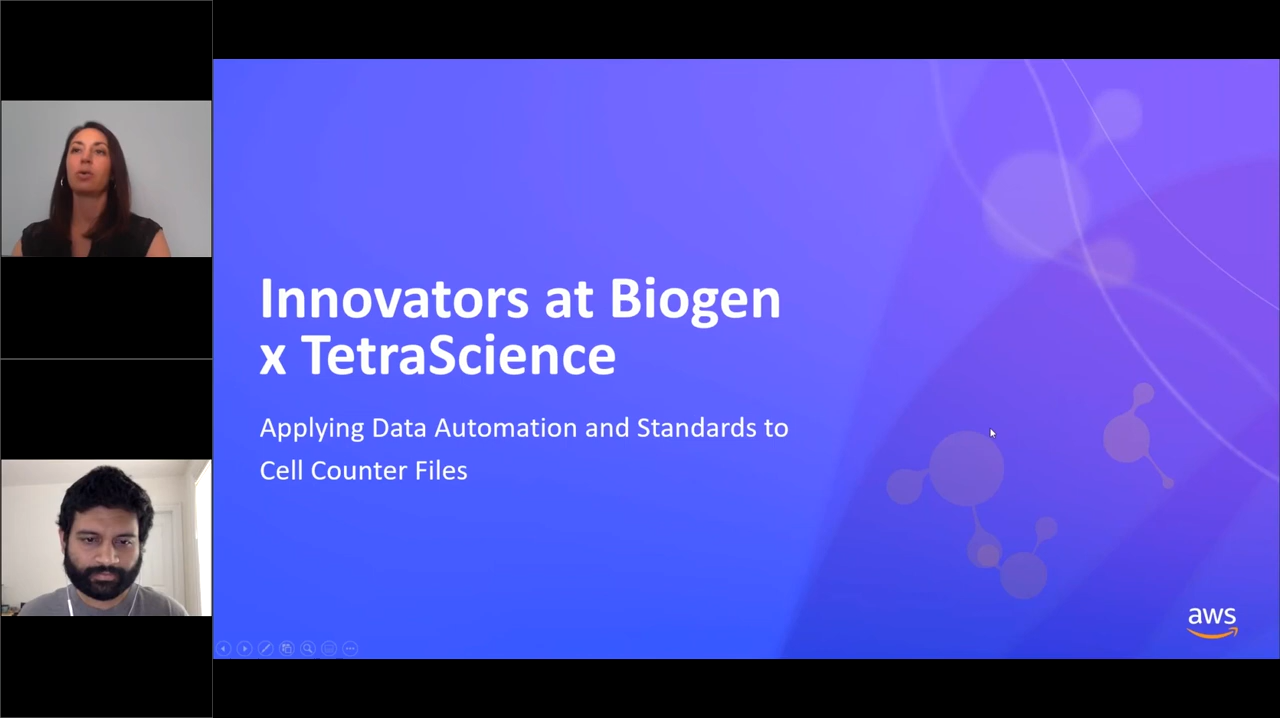 Innovators at Biogen
x TetraScience
Applying Data Automation and Standards to
Cell Counter Files
aws